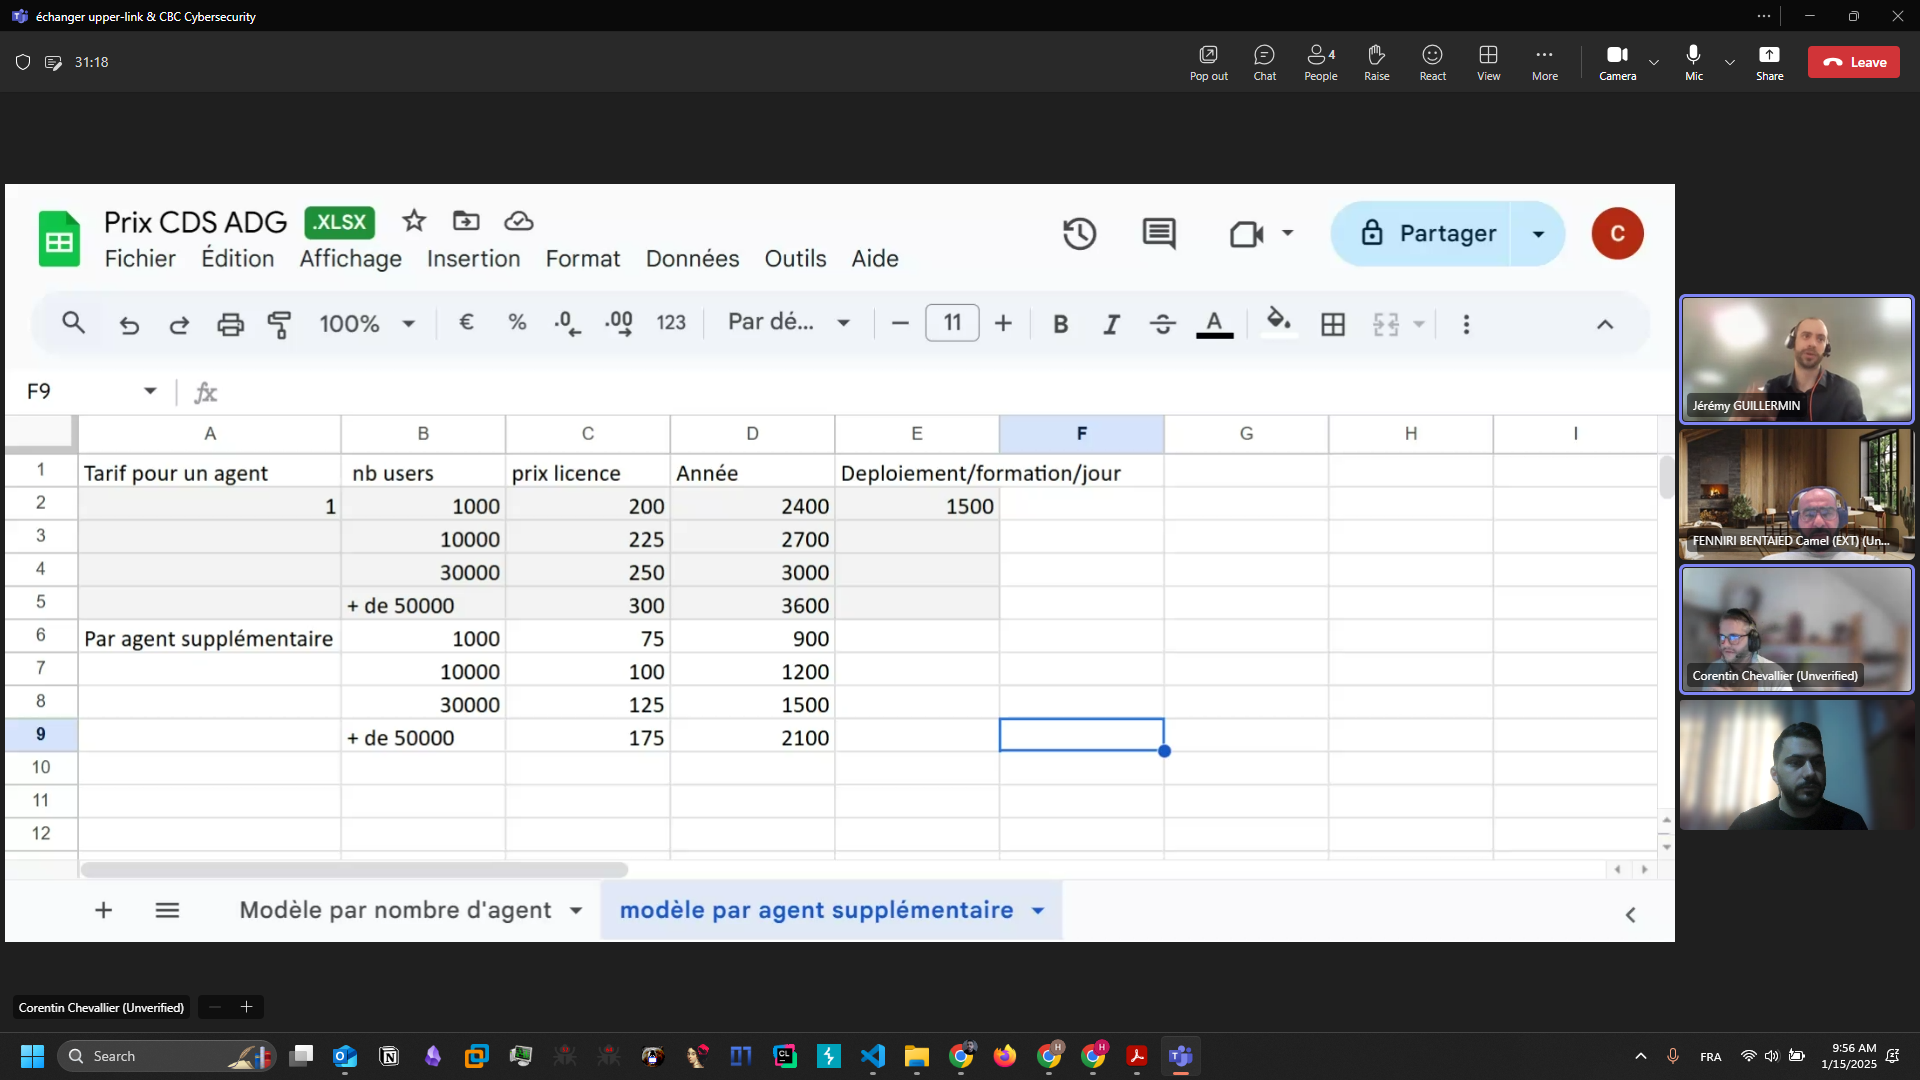 échanger upper-link & CBC Cybersecurity
31:18
Pop out
Chat
4
People
Raise
React
View
More
Camera
Mic
Share
Leave
Prix CDS ADG .XLSX
Fichier Édition Affichage Insertion Format Données Outils Aide
Partager
C
100% € % .0 .00 123 Par dé... 11 B I S A
F9 fx
A B C D E F G H I
1 Tarif pour un agent nb users prix licence Année Deploiement/formation/jour
2 1 1000 200 2400 1500
3 10000 225 2700
4 30000 250 3000
5 + de 50000 300 3600
6 Par agent supplémentaire 1000 75 900
7 10000 100 1200
8 30000 125 1500
9 + de 50000 175 2100
10
11
12
Modèle par nombre d'agent modèle par agent supplémentaire
Jérémy GUILLERMIN
FENNIRI BENTAIED Camel (EXT) (Un...
Corentin Chevallier (Unverified)
Corentin Chevallier (Unverified)
Search
CL
H
H
FRA
9:56 AM
1/15/2025